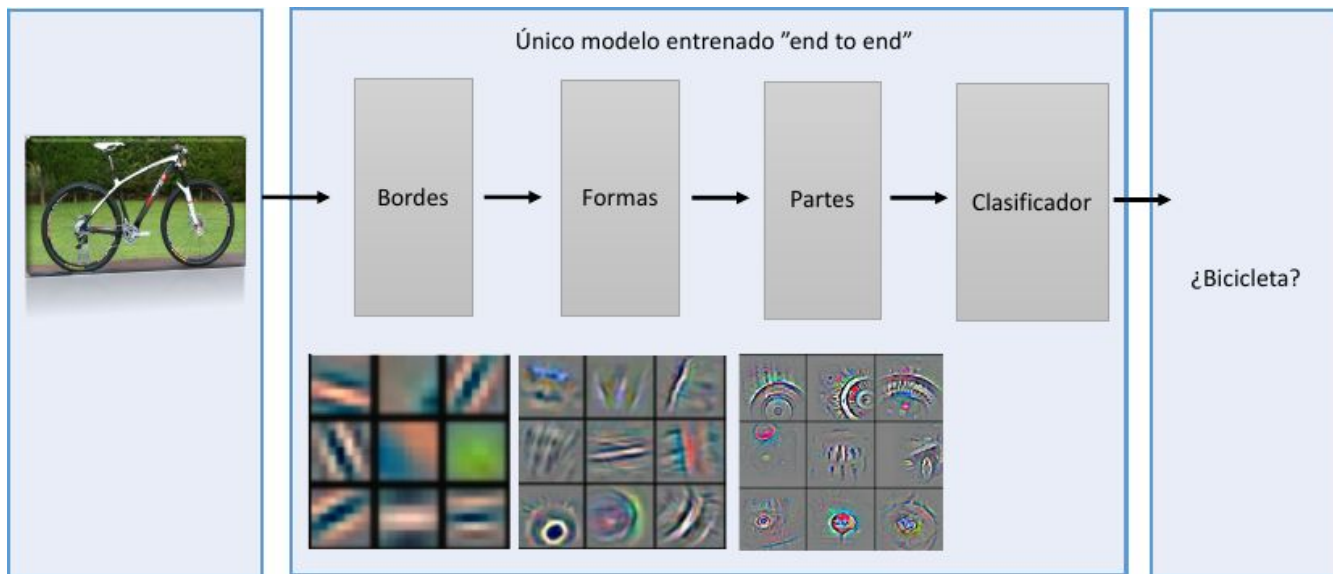 Único modelo entrenado ”end to end”
Bordes
Formas
Partes
Clasificador
¿Bicicleta?